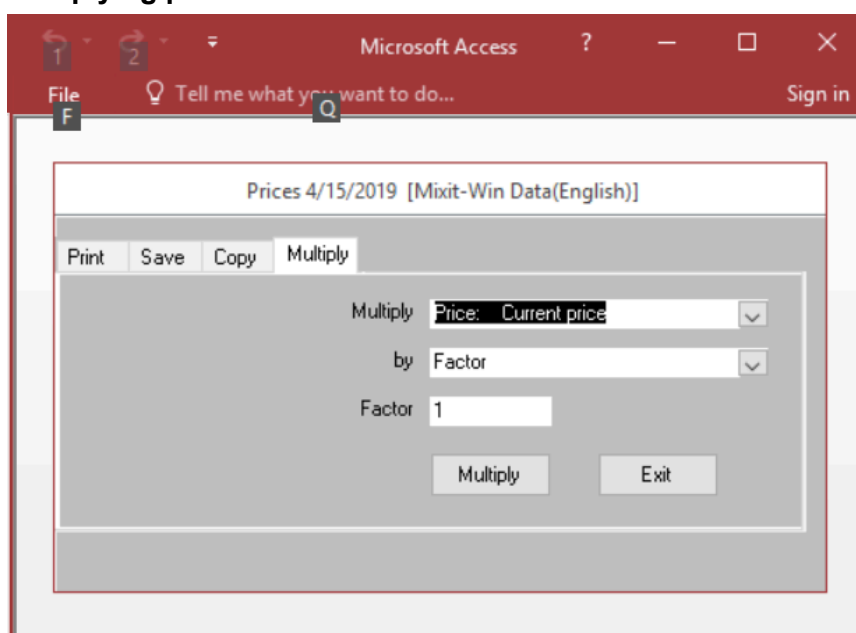 1 2 Microsoft Access ?
File Tell me what you want to do... Sign in
F Q
Prices 4/15/2019 [Mixit-Win Data(English)]
Print Save Copy Multiply
Multiply Price: Current price
by Factor
Factor 1
Multiply Exit